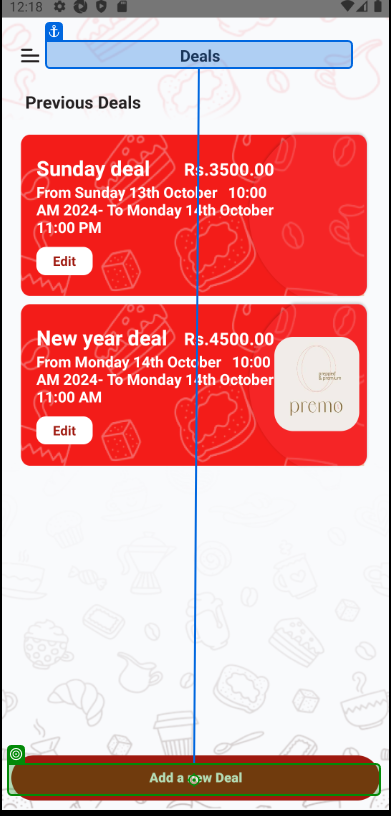 12:18
Deals
Previous Deals
Sunday deal Rs.3500.00
From Sunday 13th October 10:00
AM 2024- To Monday 14th October
11:00 PM
Edit
New year deal Rs.4500.00
From Monday 14th October 10:00
AM 2024- To Monday 14th October
11:00 AM
prepped
& premium
premo
Edit
Add a new Deal